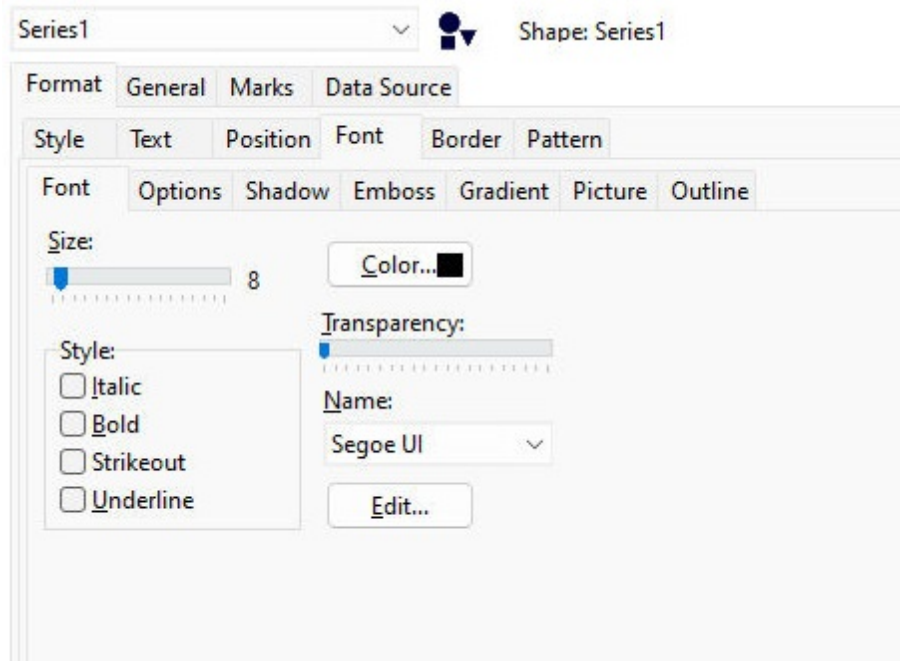 Series1
Shape: Series1
Format General Marks Data Source
Style Text Position Font Border Pattern
Font Options Shadow Emboss Gradient Picture Outline
Size:
8
Color...
Transparency:
Style:
Italic
Bold
Strikeout
Underline
Name:
Segoe UI
Edit...